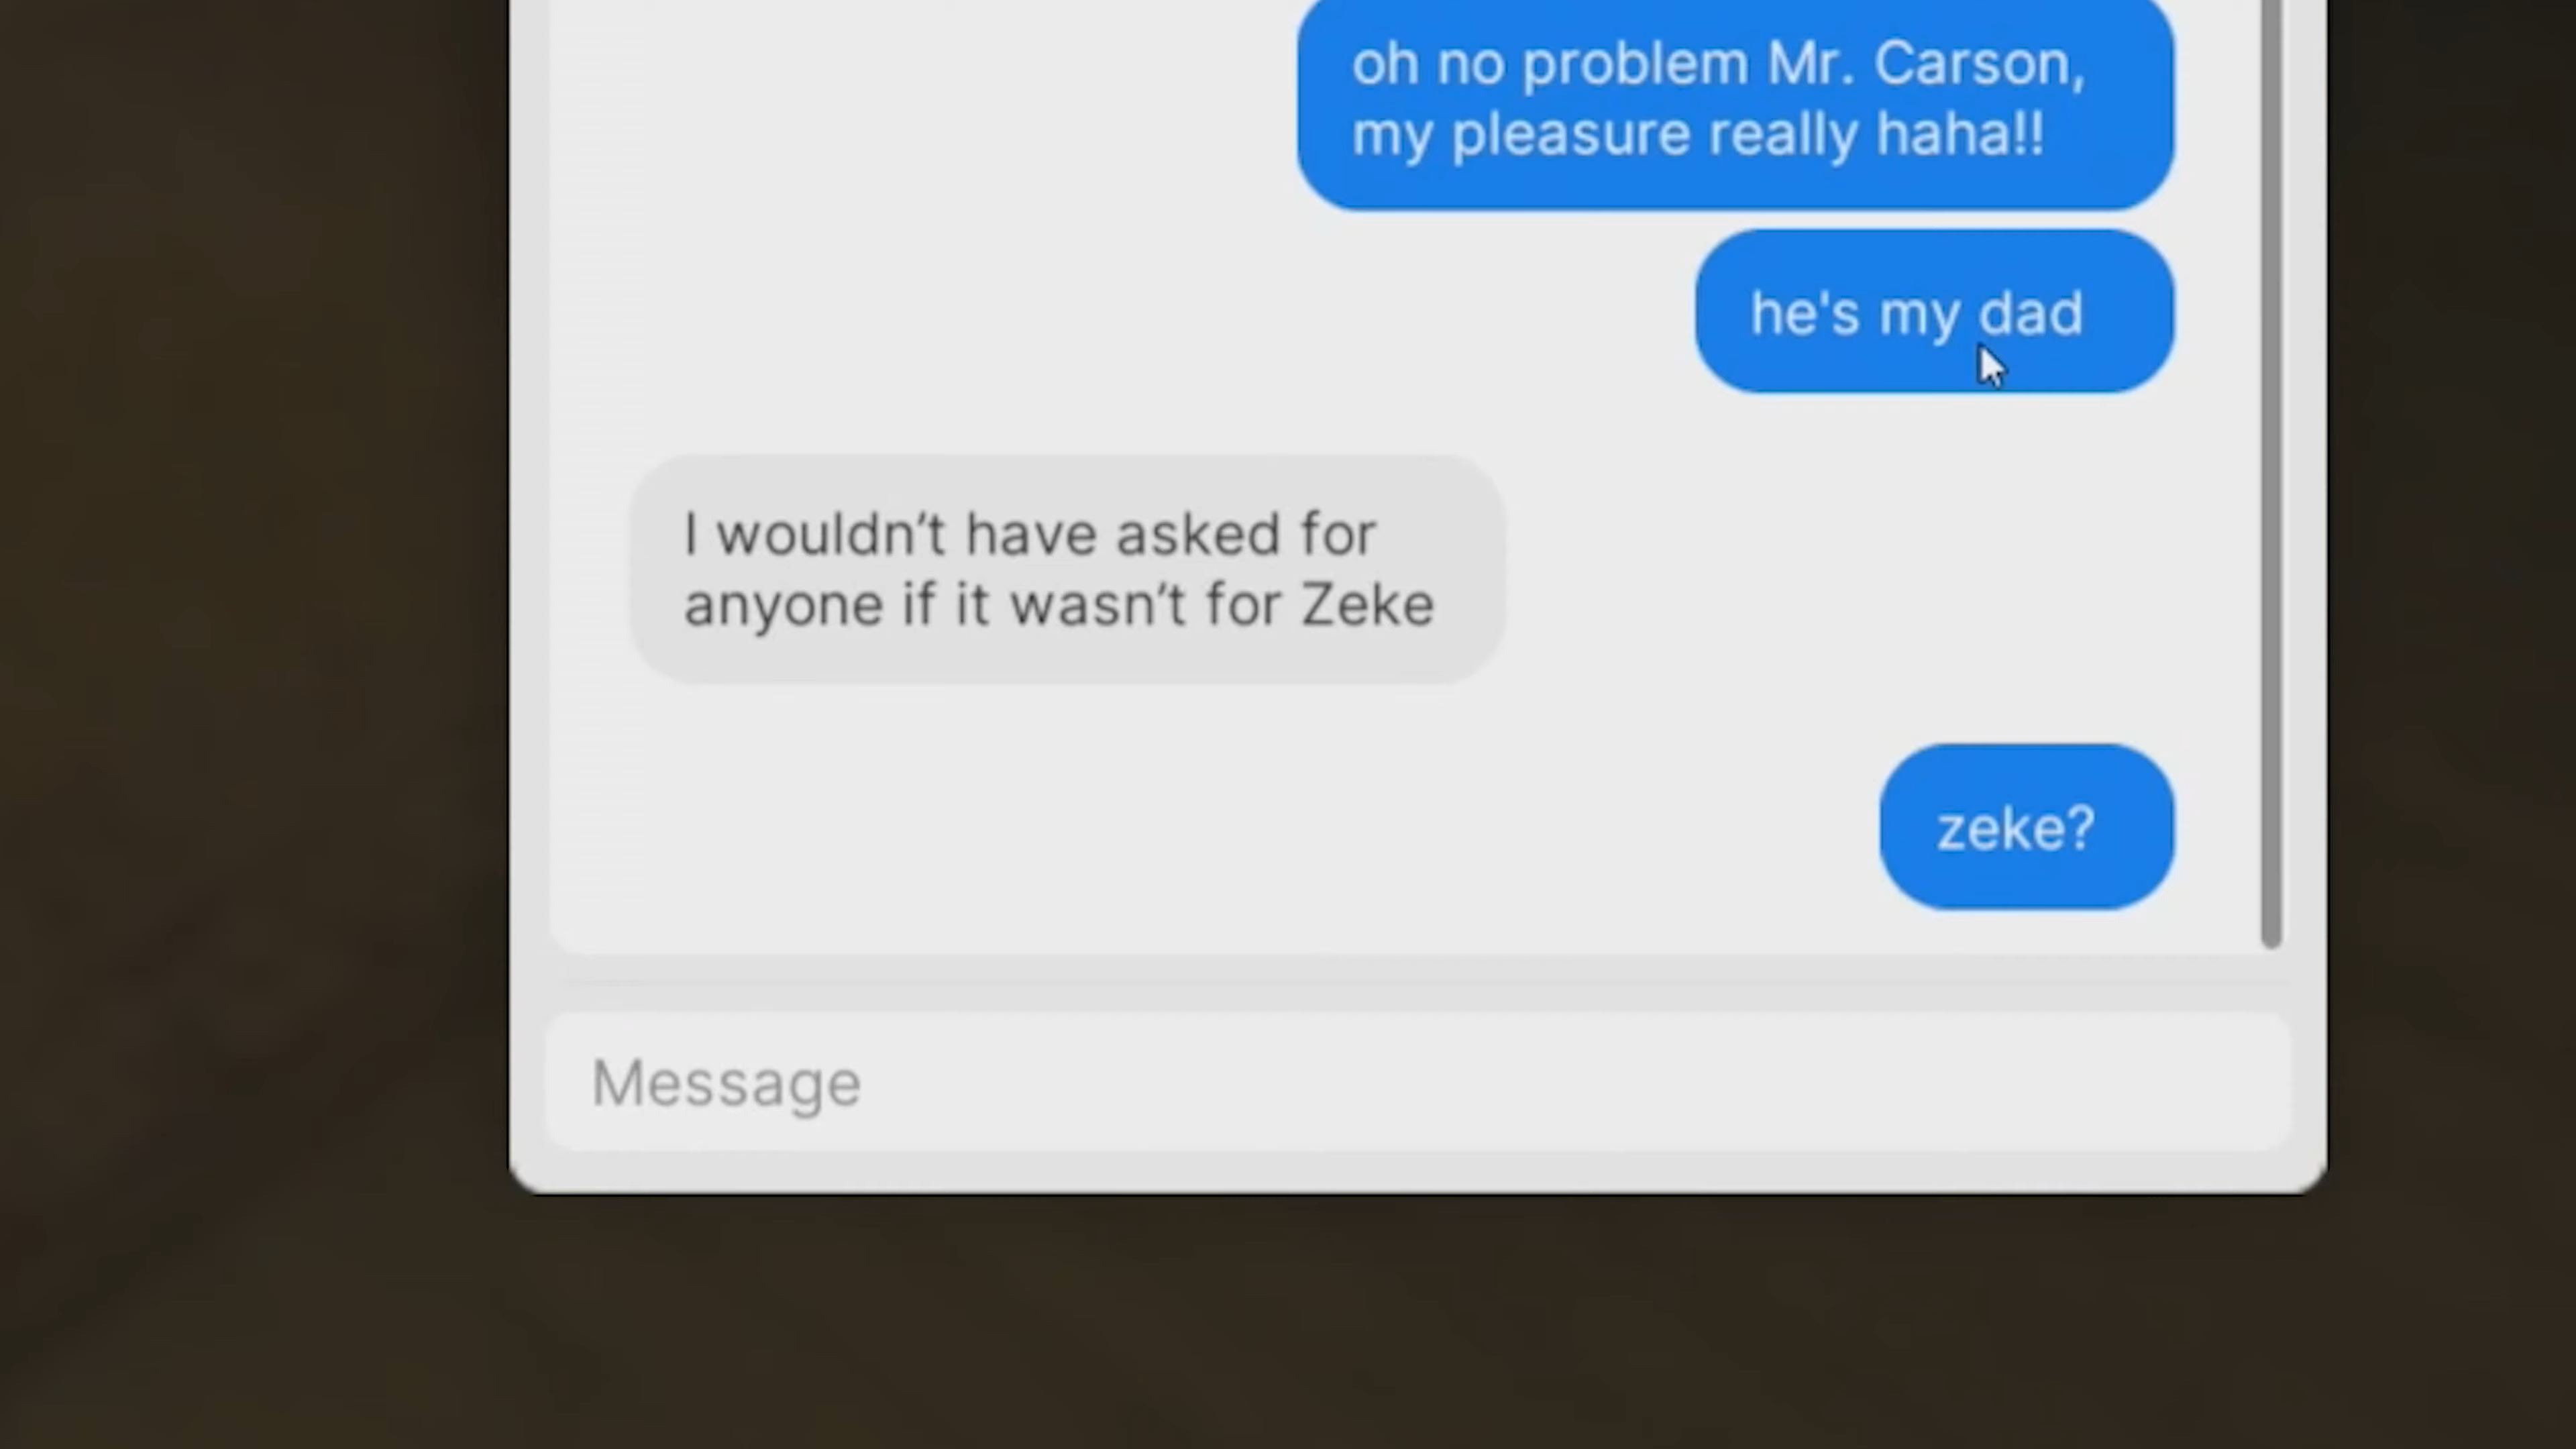 oh no problem Mr. Carson,
my pleasure really haha!!
he's my dad
I wouldn’t have asked for
anyone if it wasn’t for Zeke
zeke?
Message